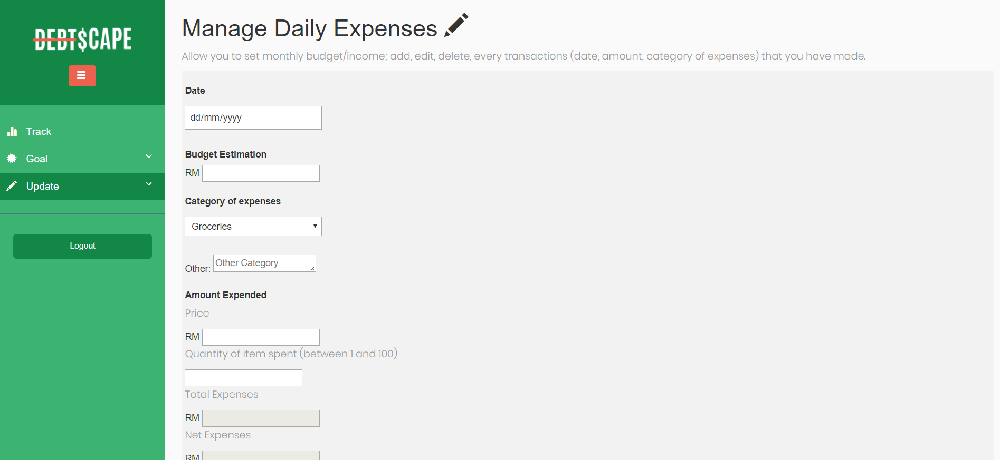 DEBT$CAPE
Track
Goal
Update
Logout
Manage Daily Expenses
Allow you to set monthly budget/income; add, edit, delete, every transactions (date, amount, category of expenses) that you have made.
Date
dd/mm/yyyy
Budget Estimation
RM
Category of expenses
Groceries
Other: Other Category
Amount Expended
Price
RM
Quantity of item spent (between 1 and 100)
Total Expenses
RM
Net Expenses
RM